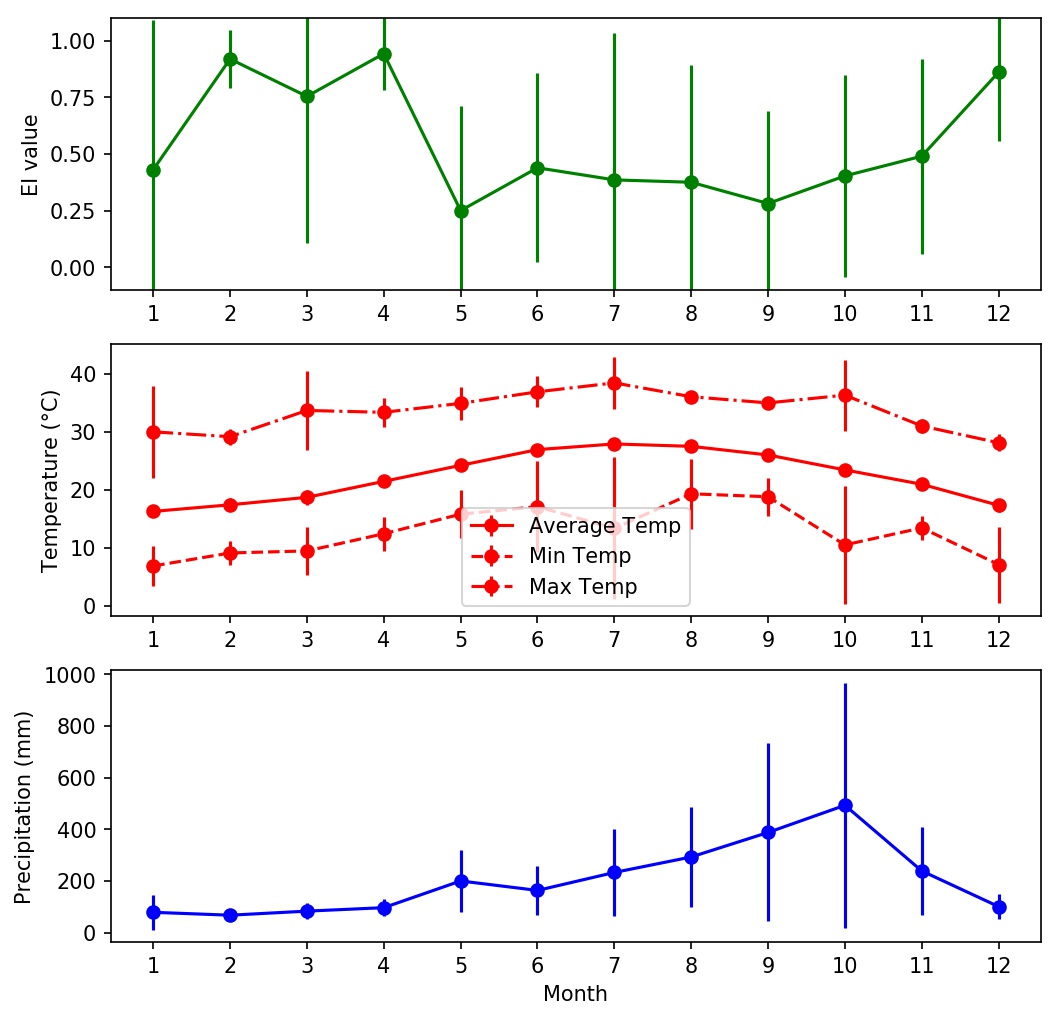 EI value
1.00
0.75
0.50
0.25
0.00
1 2 3 4 5 6 7 8 9 10 11 12
Temperature (°C)
40
30
20
10
0
Average Temp
Min Temp
Max Temp
1 2 3 4 5 6 7 8 9 10 11 12
Precipitation (mm)
1000
800
600
400
200
0
1 2 3 4 5 6 7 8 9 10 11 12
Month